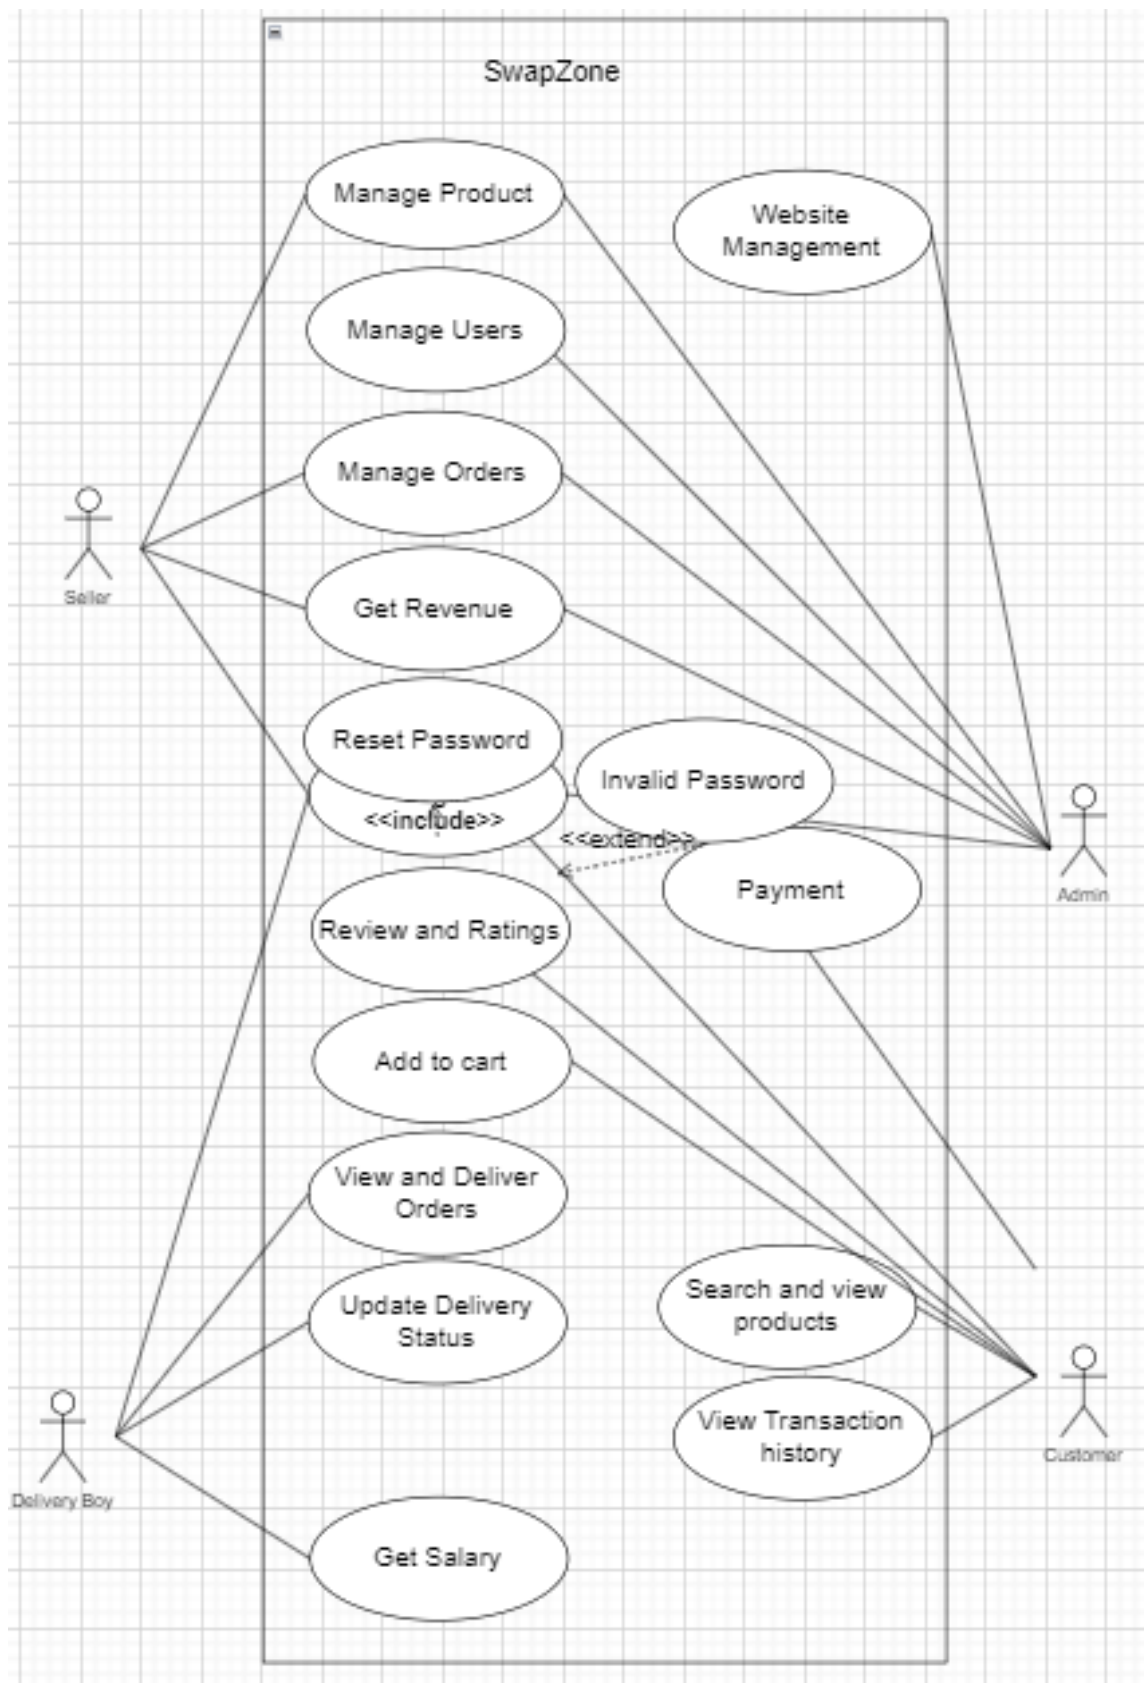 SwapZone
Manage Product
Website
Management
Manage Users
Manage Orders
Seller
Get Revenue
Reset Password
Invalid Password
<<include>>
<<extend>>
Admin
Payment
Review and Ratings
Add to cart
View and Deliver
Orders
Search and view
products
Update Delivery
Status
View Transaction
history
Customer
Delivery Boy
Get Salary